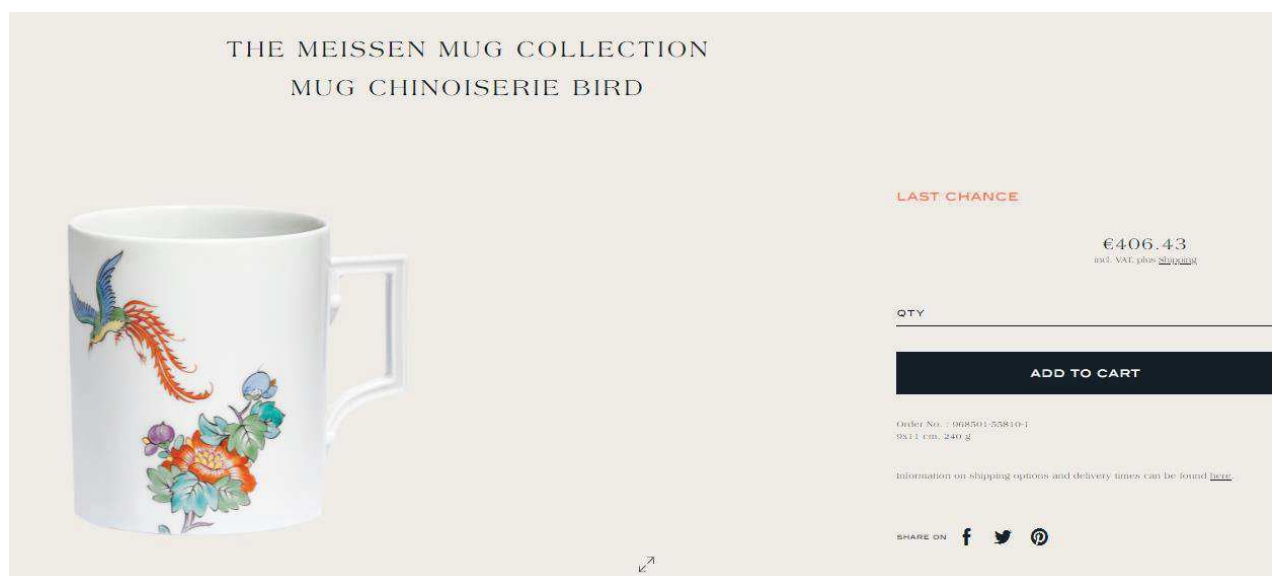 THE MEISSEN MUG COLLECTION
MUG CHINOISERIE BIRD
LAST CHANCE
€406.43
incl. VAT. plus Shipping
QTY
ADD TO CART
Order No. : 968501-55810-1
9x11 cm, 240 g
Information on shipping options and delivery times can be found here.
SHARE ON